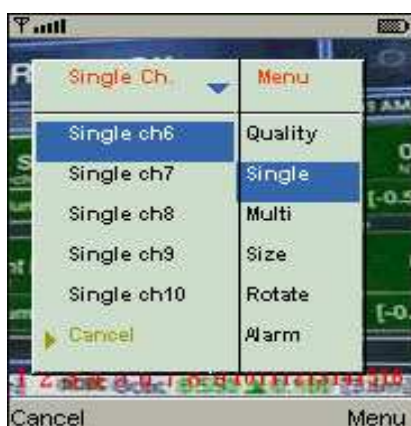 Single Ch.
Single ch6
Single ch7
Single ch8
Single ch9
Single ch10
Cancel
Menu
Quality
Single
Multi
Size
Rotate
Alarm
Cancel
Menu